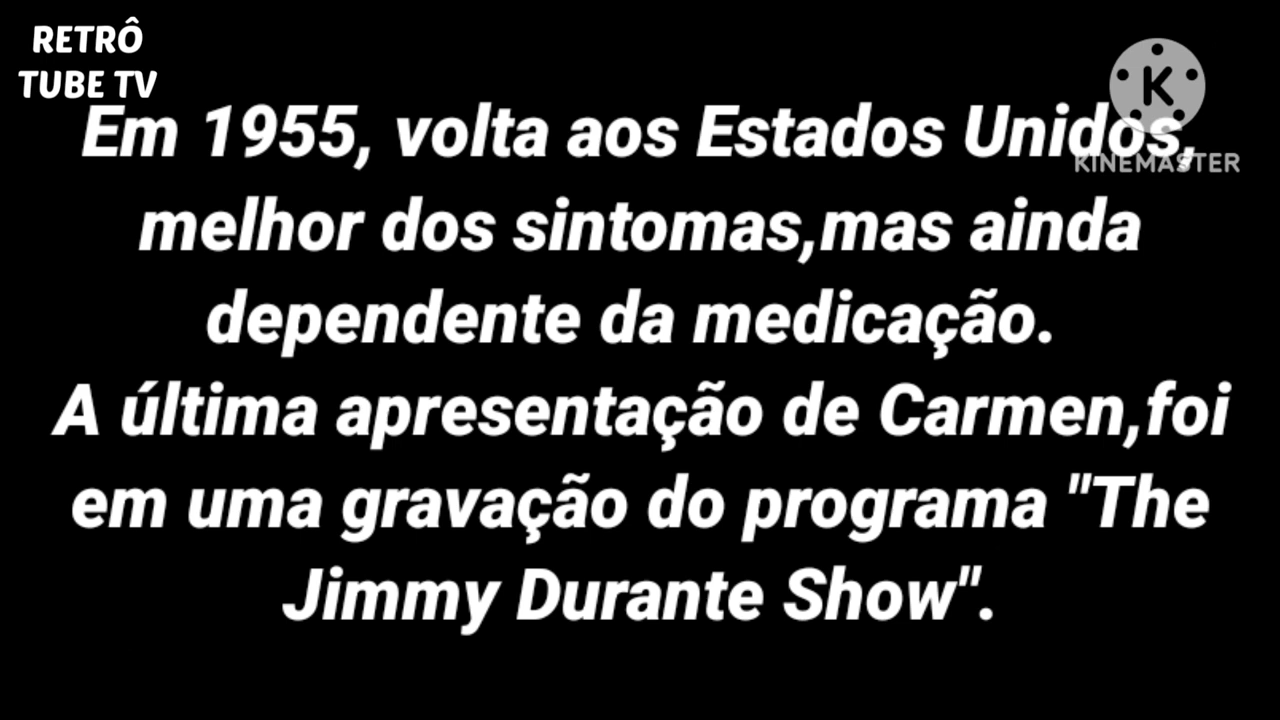 RETRÔ
TUBE TV
KINEMASTER
Em 1955, volta aos Estados Unidos,
melhor dos sintomas,mas ainda
dependente da medicação.
A última apresentação de Carmen,foi
em uma gravação do programa "The
Jimmy Durante Show".